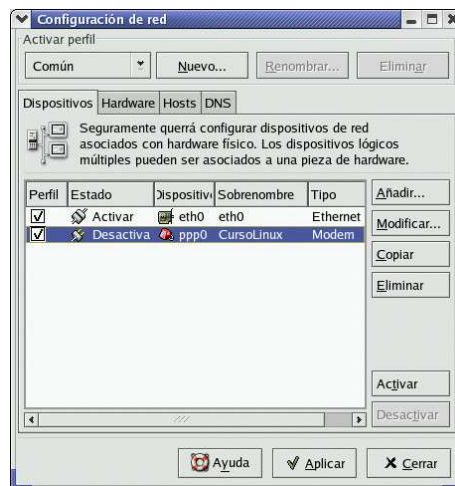 Configuración de red
Activar perfil
Común
Nuevo...
Renombrar...
Eliminar
Dispositivos Hardware Hosts DNS
Seguramente querrá configurar dispositivos de red
asociados con hardware físico. Los dispositivos lógicos
múltiples pueden ser asociados a una pieza de hardware.
Perfil Estado Dispositivo Sobrenombre Tipo
Activar eth0 eth0 Ethernet
Desactiva ppp0 CursoLinux Modem
Añadir...
Modificar...
Copiar
Eliminar
Activar
Desactivar
Ayuda
Aplicar
Cerrar